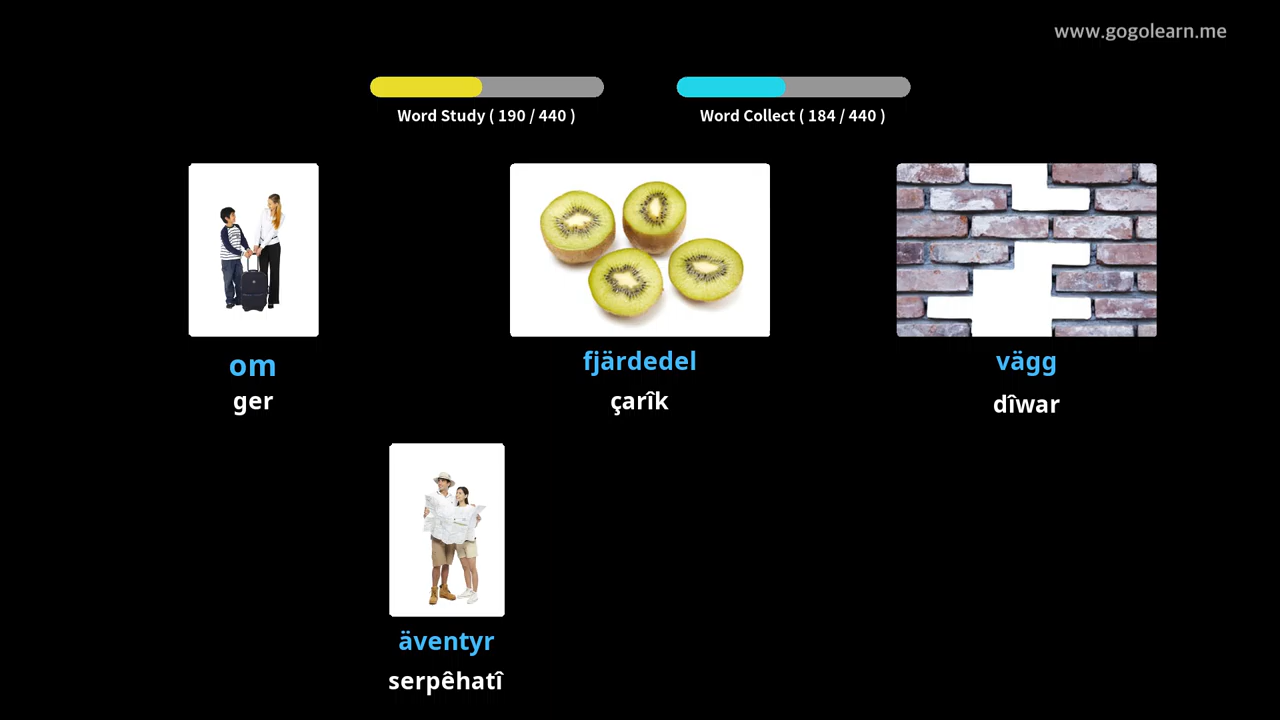 www.gogolearn.me
Word Study ( 190 / 440 )
Word Collect ( 184 / 440 )
om
ger
fjärdedel
çarîk
vägg
dîwar
äventyr
serpêhatî